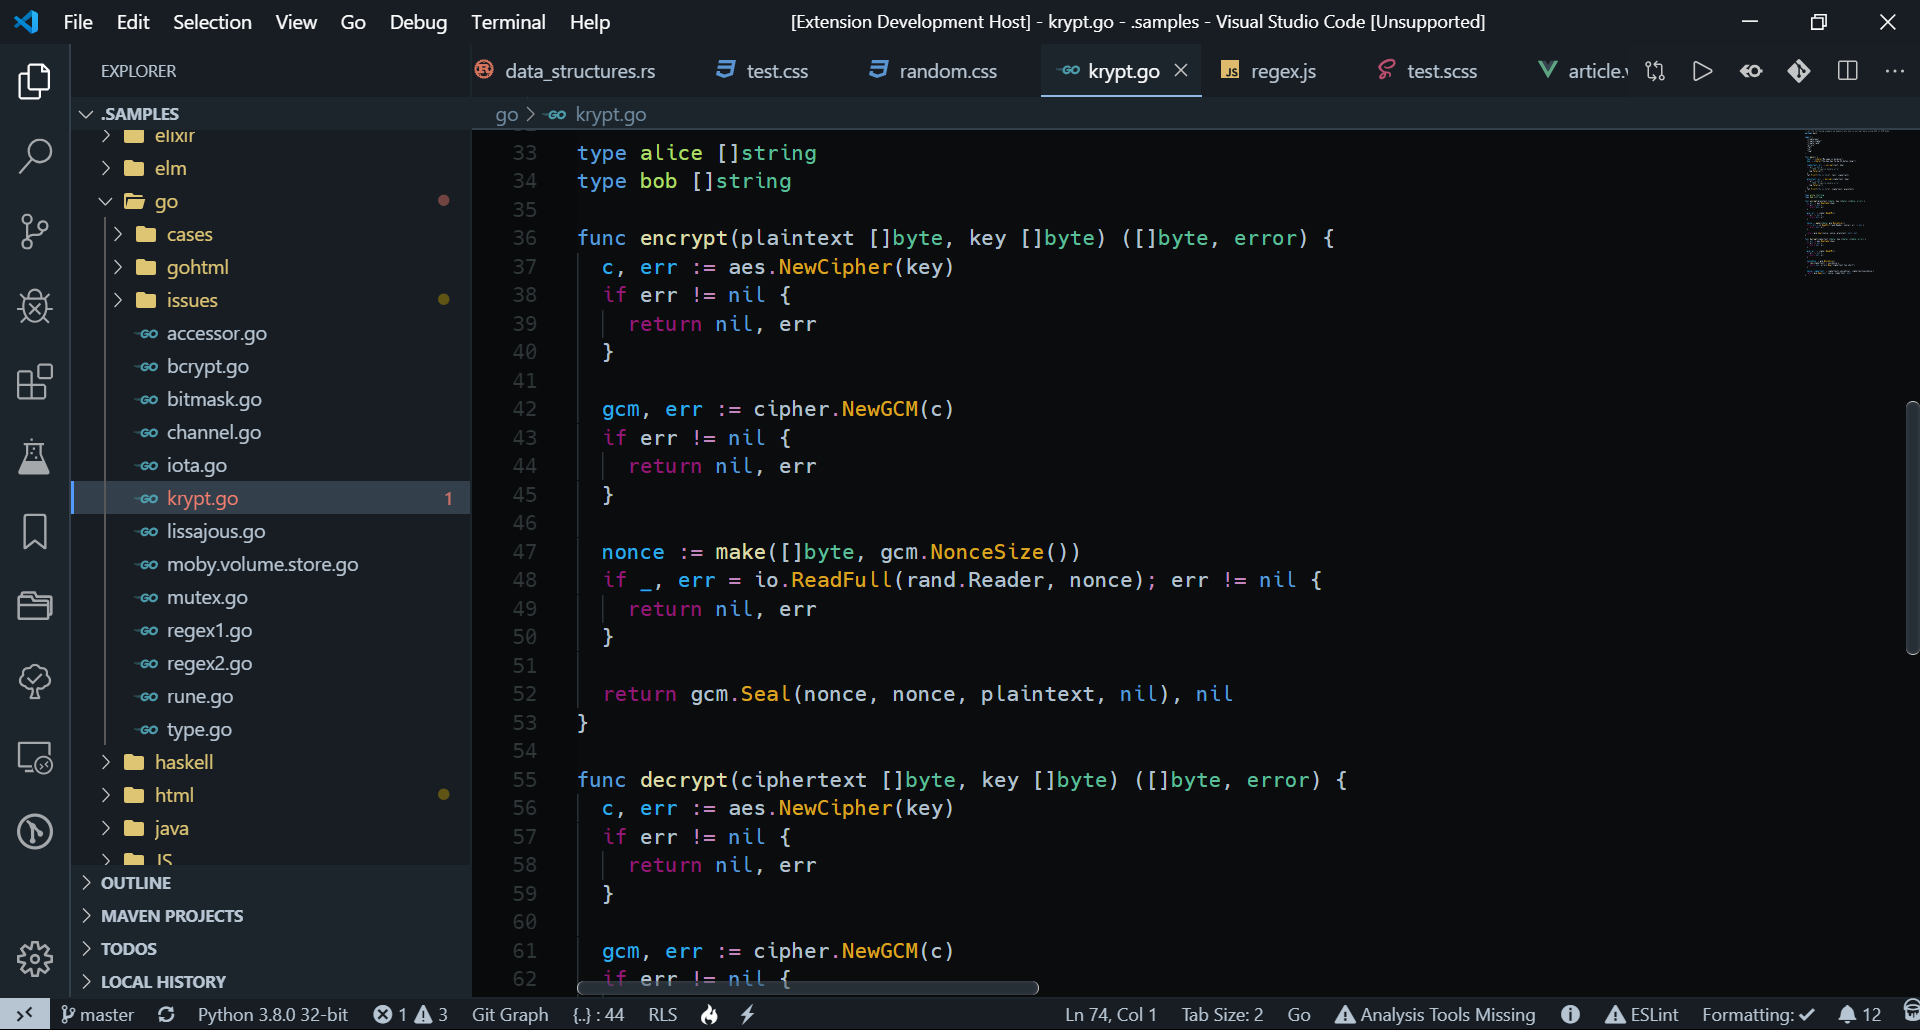 File Edit Selection View Go Debug Terminal Help
[Extension Development Host] - krypt.go - .samples - Visual Studio Code [Unsupported]
EXPLORER
data_structures.rs
test.css
random.css
krypt.go
JS regex.js
test.scss
article.v
.SAMPLES
go > krypt.go
elixir
elm
go
cases
gohtml
issues
accessor.go
bcrypt.go
bitmask.go
channel.go
iota.go
krypt.go 1
lissajous.go
moby.volume.store.go
mutex.go
regex1.go
regex2.go
rune.go
type.go
haskell
html
java
JS
OUTLINE
MAVEN PROJECTS
TODOS
LOCAL HISTORY
33 type alice []string
34 type bob []string
35
36 func encrypt(plaintext []byte, key []byte) ([]byte, error) {
37 c, err := aes.NewCipher(key)
38 if err != nil {
39 return nil, err
40 }
41
42 gcm, err := cipher.NewGCM(c)
43 if err != nil {
44 return nil, err
45 }
46
47 nonce := make([]byte, gcm.NonceSize())
48 if _, err = io.ReadFull(rand.Reader, nonce); err != nil {
49 return nil, err
50 }
51
52 return gcm.Seal(nonce, nonce, plaintext, nil), nil
53 }
54
55 func decrypt(ciphertext []byte, key []byte) ([]byte, error) {
56 c, err := aes.NewCipher(key)
57 if err != nil {
58 return nil, err
59 }
60
61 gcm, err := cipher.NewGCM(c)
62 if err != nil {
master Python 3.8.0 32-bit 1 3 Git Graph {..} : 44 RLS Ln 74, Col 1 Tab Size: 2 Go Analysis Tools Missing ESLint Formatting: ✓ 12